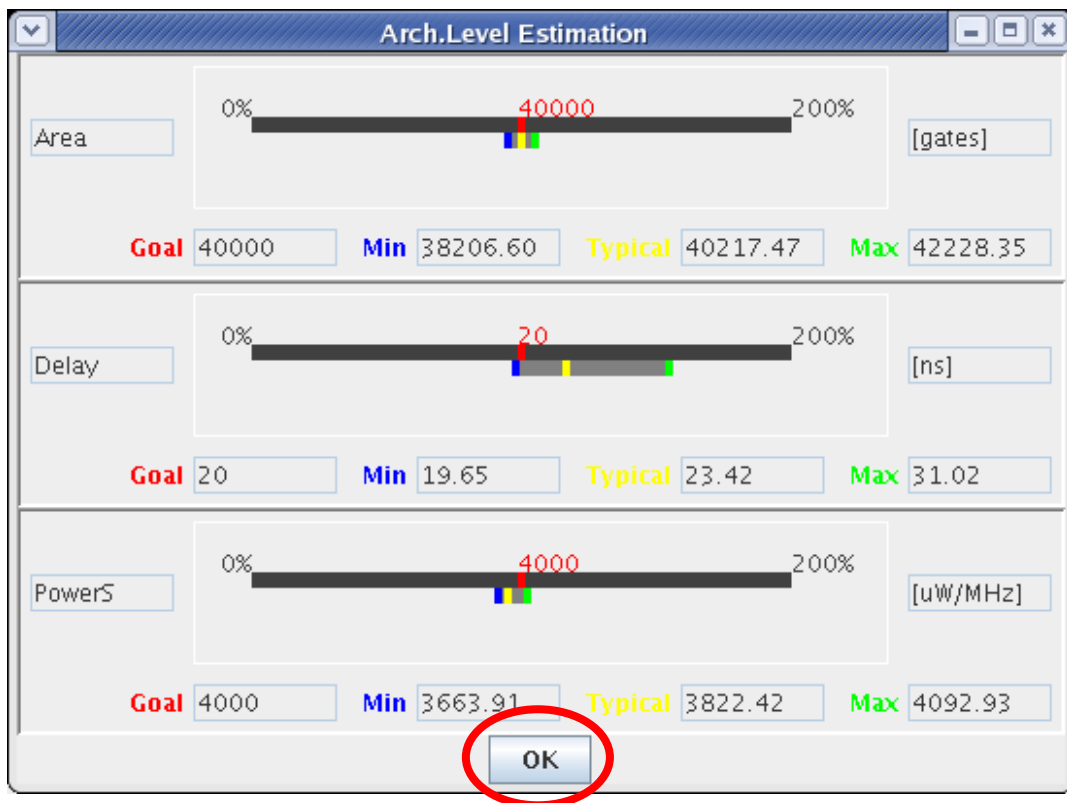 Arch.Level Estimation
0% 40000 200%
Area [gates]
Goal 40000 Min 38206.60 Typical 40217.47 Max 42228.35
0% 20 200%
Delay [ns]
Goal 20 Min 19.65 Typical 23.42 Max 31.02
0% 4000 200%
PowerS [uW/MHz]
Goal 4000 Min 3663.91 Typical 3822.42 Max 4092.93
OK